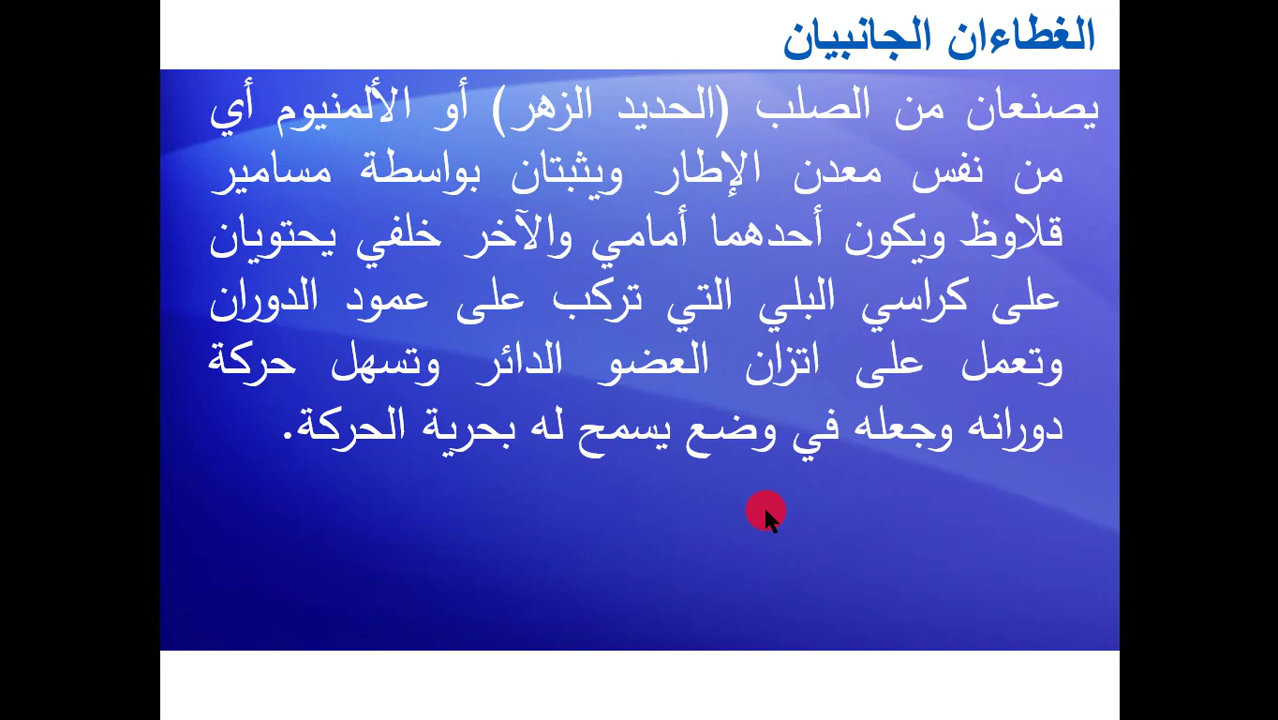 الغطاءان الجانبيان
يصنعان من الصلب (الحديد الزهر) أو الألمنيوم أي
من نفس معدن الإطار ويثبتان بواسطة مسامير
قلاوظ ويكون أحدهما أمامي والآخر خلفي يحتويان
على كراسي البلي التي تركب على عمود الدوران
وتعمل على اتزان العضو الدائر وتسهل حركة
دورانه وجعله في وضع يسمح له بحرية الحركة.